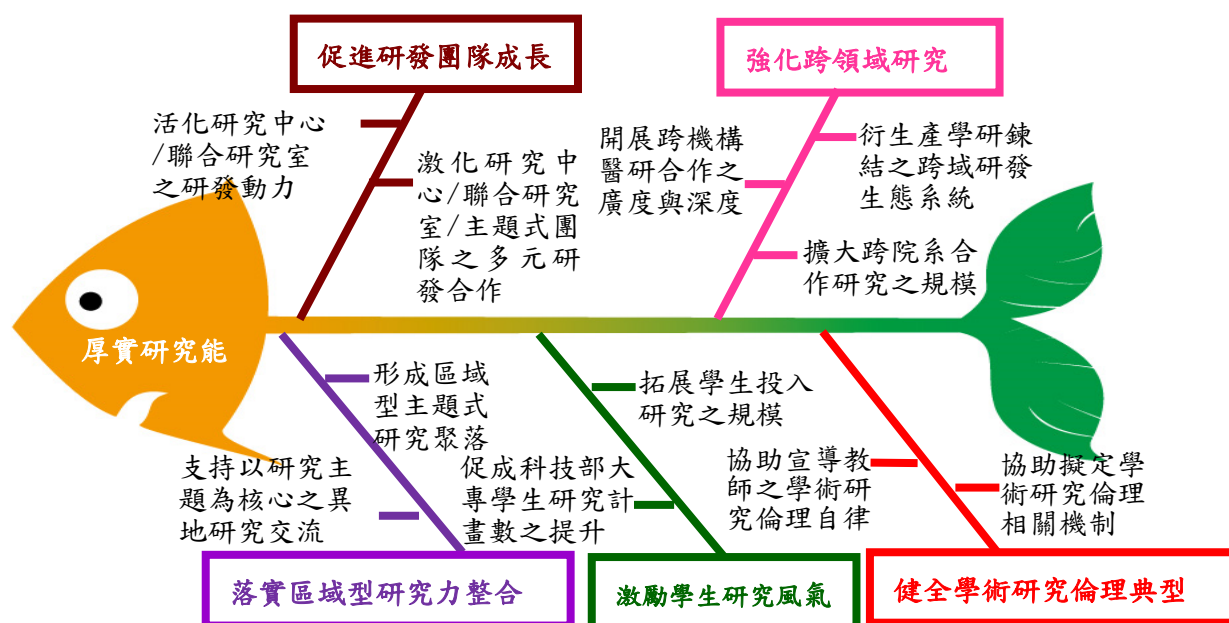 促進研發團隊成長
強化跨領域研究
活化研究中心
/聯合研究室
之研發動力
激化研究中
心/聯合研究
室/主題式團
隊之多元研
發合作
開展跨機構
醫研合作之
廣度與深度
衍生產學研鍊
結之跨域研發
生態系統
擴大跨院系合
作研究之規模
厚實研究能
形成區域
型主題式
研究聚落
支持以研究主
題為核心之異
地研究交流
拓展學生投入
研究之規模
促成科技部大
專學生研究計
畫數之提升
協助宣導教
師之學術研
究倫理自律
協助擬定學
術研究倫理
相關機制
落實區域型研究力整合
激勵學生研究風氣
健全學術研究倫理典型